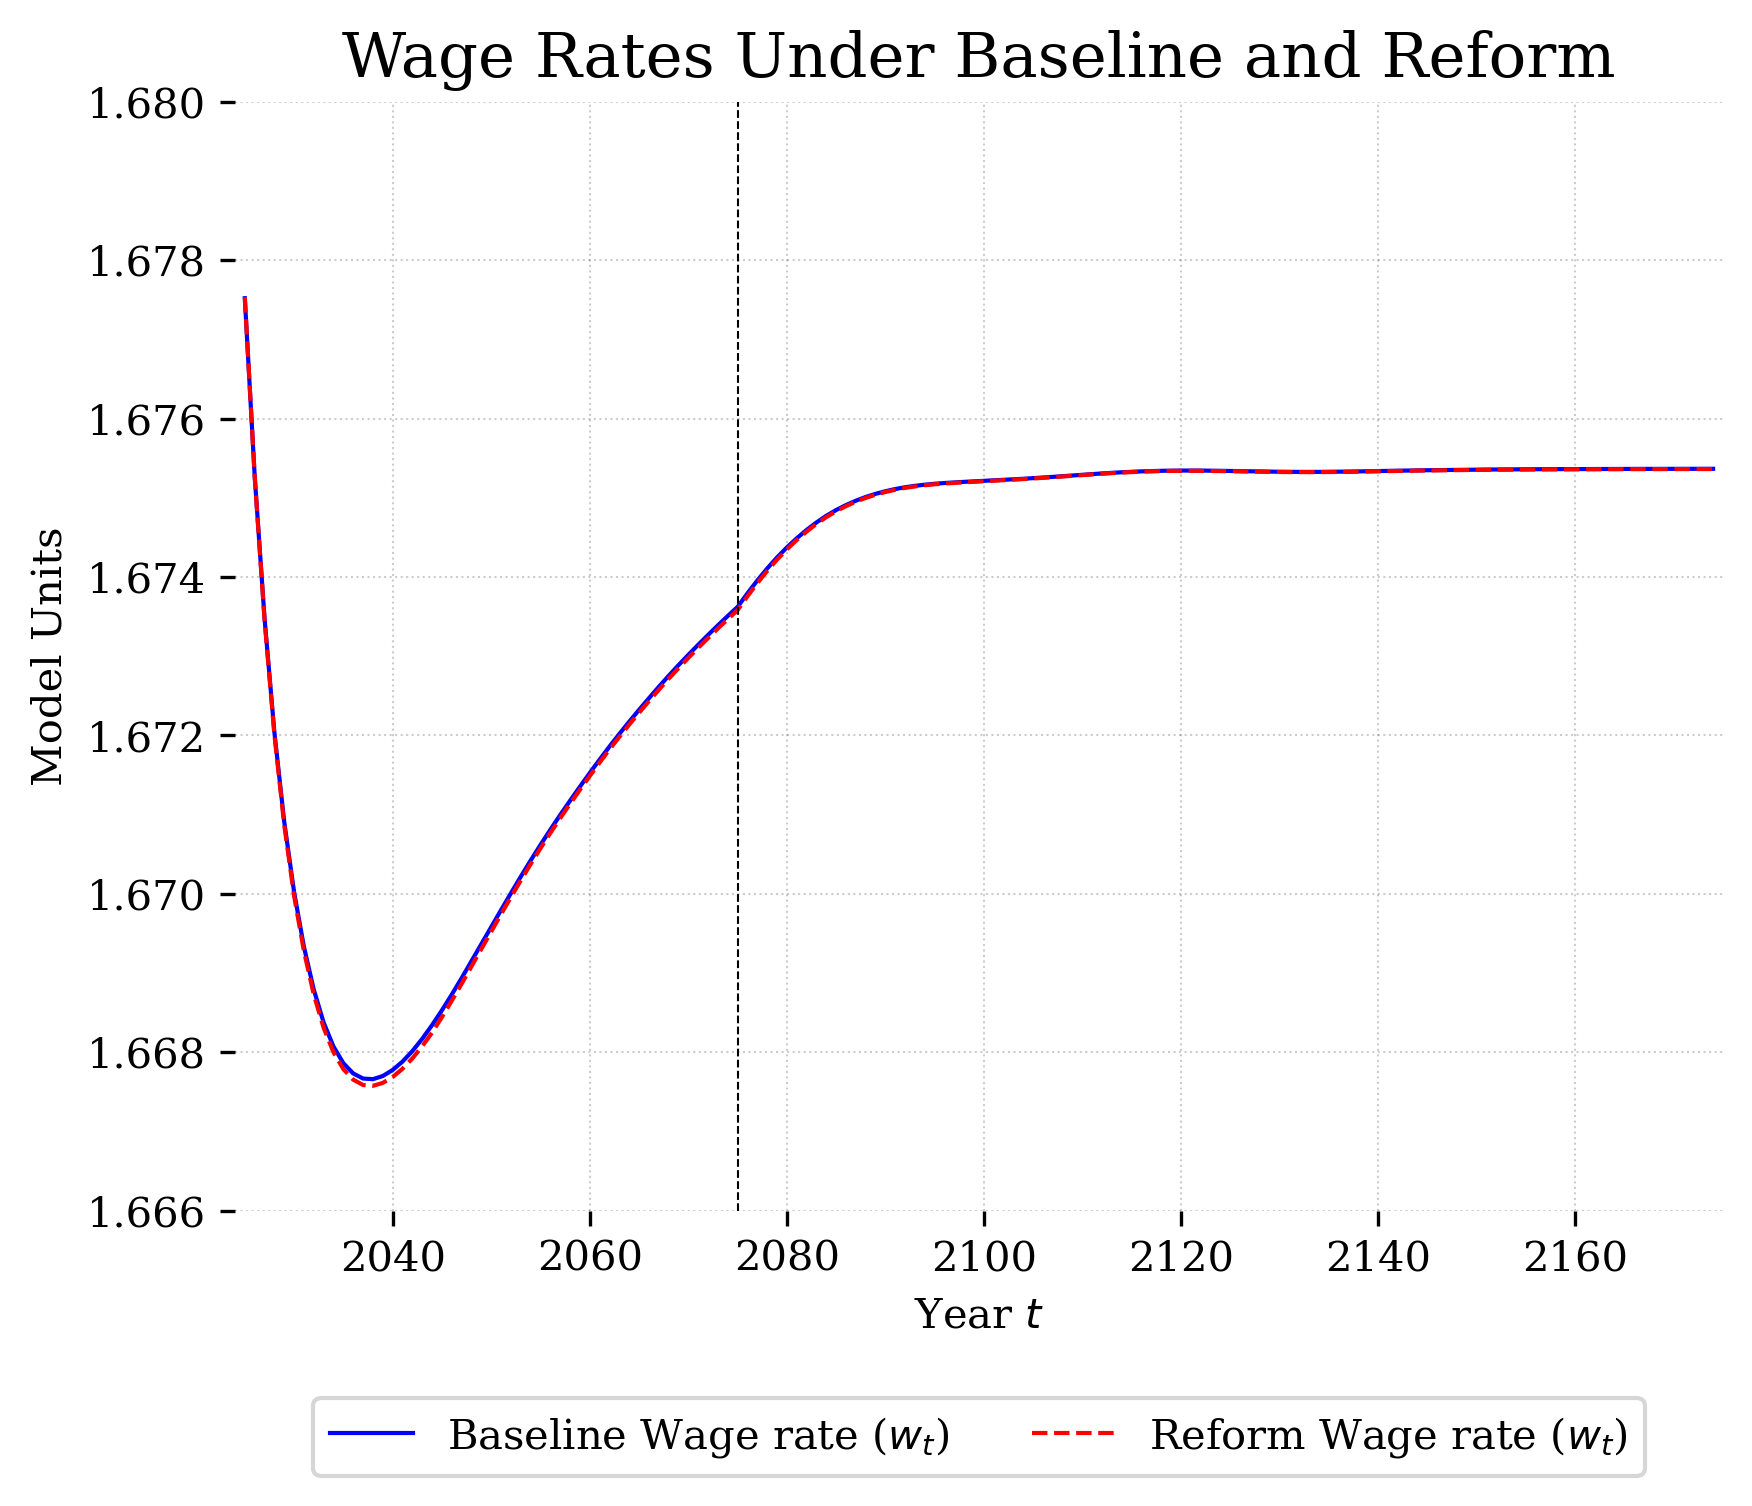 Wage Rates Under Baseline and Reform
1.680
1.678
1.676
1.674
1.672
1.670
1.668
1.666
Model Units
2040 2060 2080 2100 2120 2140 2160
Year t
Baseline Wage rate (wₜ) Reform Wage rate (wₜ)